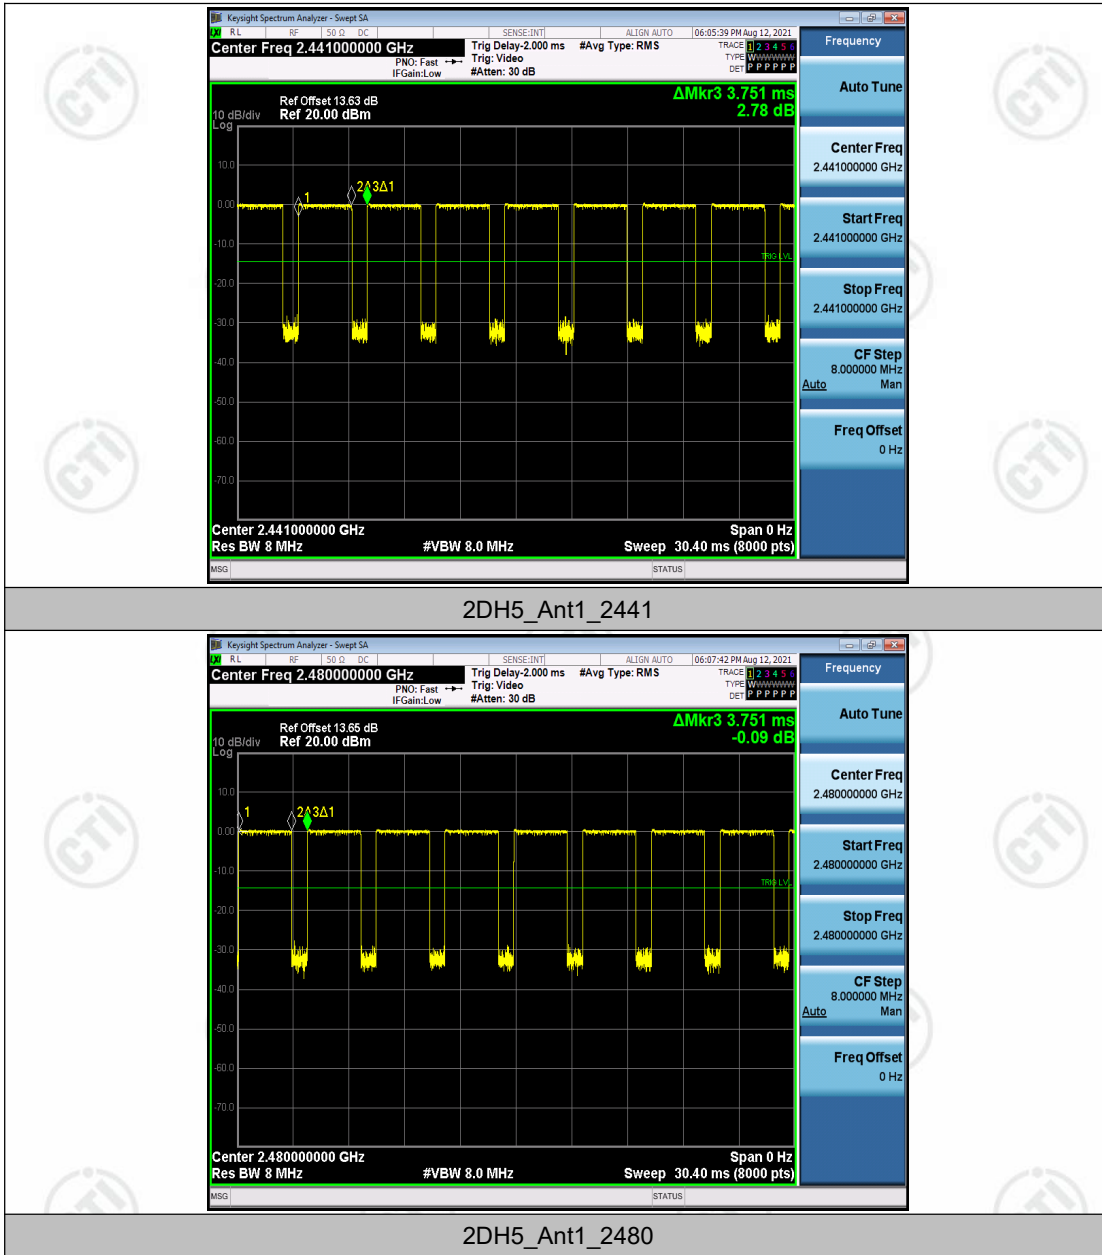 Keysight Spectrum Analyzer - Swept SA
LXI RL RF 50 Ω DC SENSE:INT ALIGN AUTO 06:05:39 PM Aug 12, 2021
Center Freq 2.441000000 GHz
PNO: Fast
IFGain:Low
Trig Delay-2.000 ms
Trig: Video
#Atten: 30 dB
#Avg Type: RMS
TRACE 1 2 3 4 5 6
TYPE WWWWWW
DET P P P P P P
ΔMkr3 3.751 ms
2.78 dB
Ref Offset 13.63 dB
10 dB/div Ref 20.00 dBm
Log
10.0
0.00
-10.0
-20.0
-30.0
-40.0
-50.0
-60.0
-70.0
1
2Δ3Δ1
TRIG LVL
Center 2.441000000 GHz
Span 0 Hz
Res BW 8 MHz
#VBW 8.0 MHz
Sweep 30.40 ms (8000 pts)
MSG
STATUS
Frequency
Auto Tune
Center Freq
2.441000000 GHz
Start Freq
2.441000000 GHz
Stop Freq
2.441000000 GHz
CF Step
8.000000 MHz
Auto Man
Freq Offset
0 Hz
2DH5_Ant1_2441
Keysight Spectrum Analyzer - Swept SA
LXI RL RF 50 Ω DC SENSE:INT ALIGN AUTO 06:07:42 PM Aug 12, 2021
Center Freq 2.480000000 GHz
PNO: Fast
IFGain:Low
Trig Delay-2.000 ms
Trig: Video
#Atten: 30 dB
#Avg Type: RMS
TRACE 1 2 3 4 5 6
TYPE WWWWWW
DET P P P P P P
ΔMkr3 3.751 ms
-0.09 dB
Ref Offset 13.65 dB
10 dB/div Ref 20.00 dBm
Log
10.0
0.00
-10.0
-20.0
-30.0
-40.0
-50.0
-60.0
-70.0
1
2Δ3Δ1
TRIG LVL
Center 2.480000000 GHz
Span 0 Hz
Res BW 8 MHz
#VBW 8.0 MHz
Sweep 30.40 ms (8000 pts)
MSG
STATUS
Frequency
Auto Tune
Center Freq
2.480000000 GHz
Start Freq
2.480000000 GHz
Stop Freq
2.480000000 GHz
CF Step
8.000000 MHz
Auto Man
Freq Offset
0 Hz
2DH5_Ant1_2480
CTI
CTI
CTI
CTI
CTI
CTI